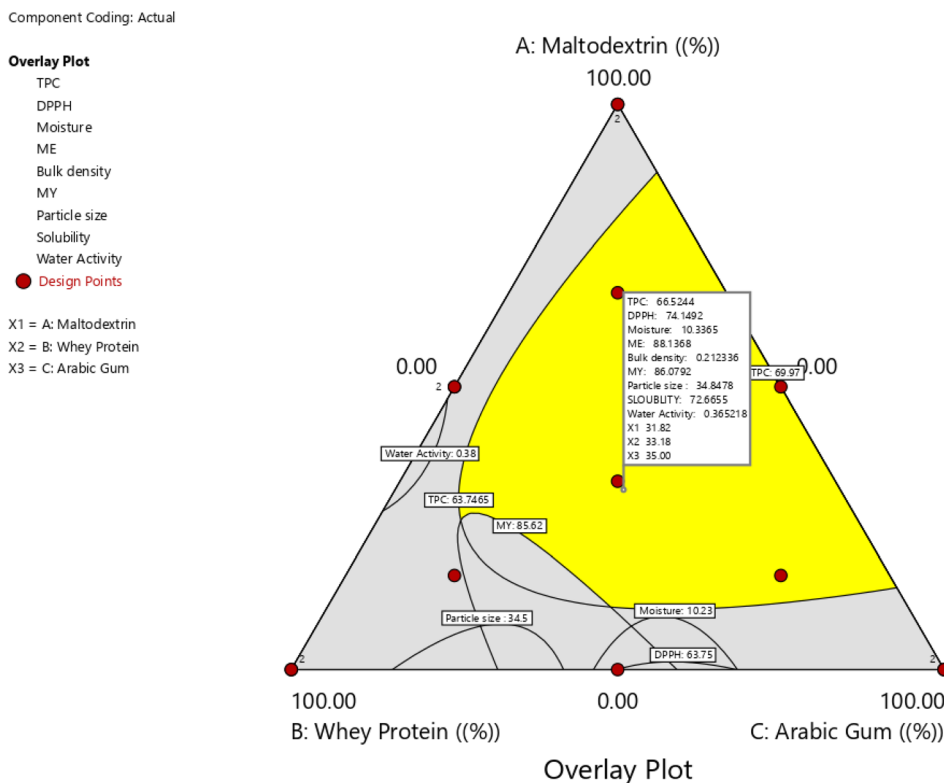 Component Coding: Actual
Overlay Plot
TPC
DPPH
Moisture
ME
Bulk density
MY
Particle size
Solubility
Water Activity
Design Points
X1 = A: Maltodextrin
X2 = B: Whey Protein
X3 = C: Arabic Gum
A: Maltodextrin ((%))
100.00
2
TPC: 66.5244
DPPH: 74.1492
Moisture: 10.3365
ME: 88.1368
Bulk density: 0.212336
MY: 86.0792
Particle size : 34.8478
SLOUBLITY: 72.6655
Water Activity: 0.365218
X1 31.82
X2 33.18
X3 35.00
0.00
2
TPC: 69.97
0.00
Water Activity: 0.38
TPC: 63.7465
MY: 85.62
Particle size : 34.5
Moisture: 10.23
DPPH: 63.75
2
2
100.00
0.00
100.00
B: Whey Protein ((%))
C: Arabic Gum ((%))
Overlay Plot